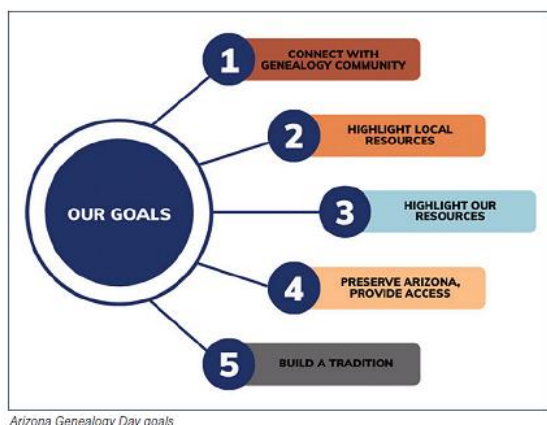 OUR GOALS
1
CONNECT WITH
GENEALOGY COMMUNITY
2
HIGHLIGHT LOCAL
RESOURCES
3
HIGHLIGHT OUR
RESOURCES
4
PRESERVE ARIZONA,
PROVIDE ACCESS
5
BUILD A TRADITION
Arizona Genealogy Day goals